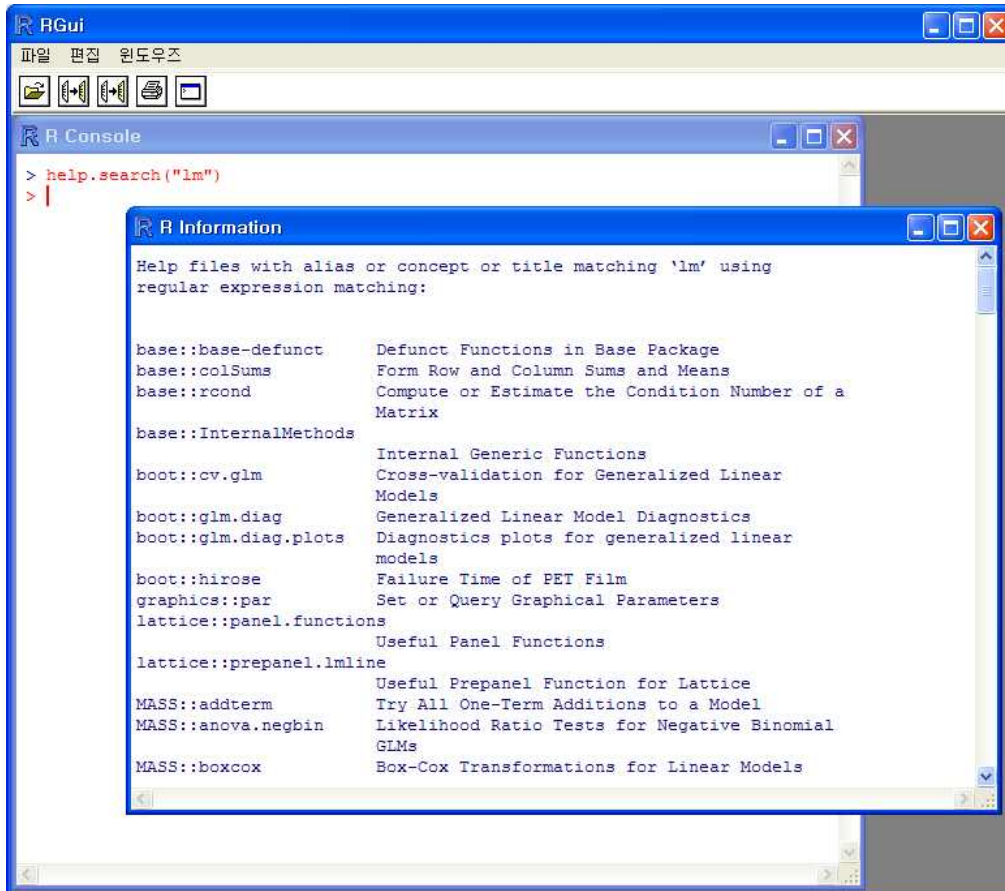 RGui
파일 편집 윈도우즈
R Console
> help.search("lm")
>
R Information
Help files with alias or concept or title matching ‘lm’ using
regular expression matching:
base::base-defunct Defunct Functions in Base Package
base::colSums Form Row and Column Sums and Means
base::rcond Compute or Estimate the Condition Number of a
Matrix
base::InternalMethods
Internal Generic Functions
boot::cv.glm Cross-validation for Generalized Linear
Models
boot::glm.diag Generalized Linear Model Diagnostics
boot::glm.diag.plots Diagnostics plots for generalized linear
models
boot::hirose Failure Time of PET Film
graphics::par Set or Query Graphical Parameters
lattice::panel.functions
Useful Panel Functions
lattice::prepanel.lmline
Useful Prepanel Function for Lattice
MASS::addterm Try All One-Term Additions to a Model
MASS::anova.negbin Likelihood Ratio Tests for Negative Binomial
GLMs
MASS::boxcox Box-Cox Transformations for Linear Models